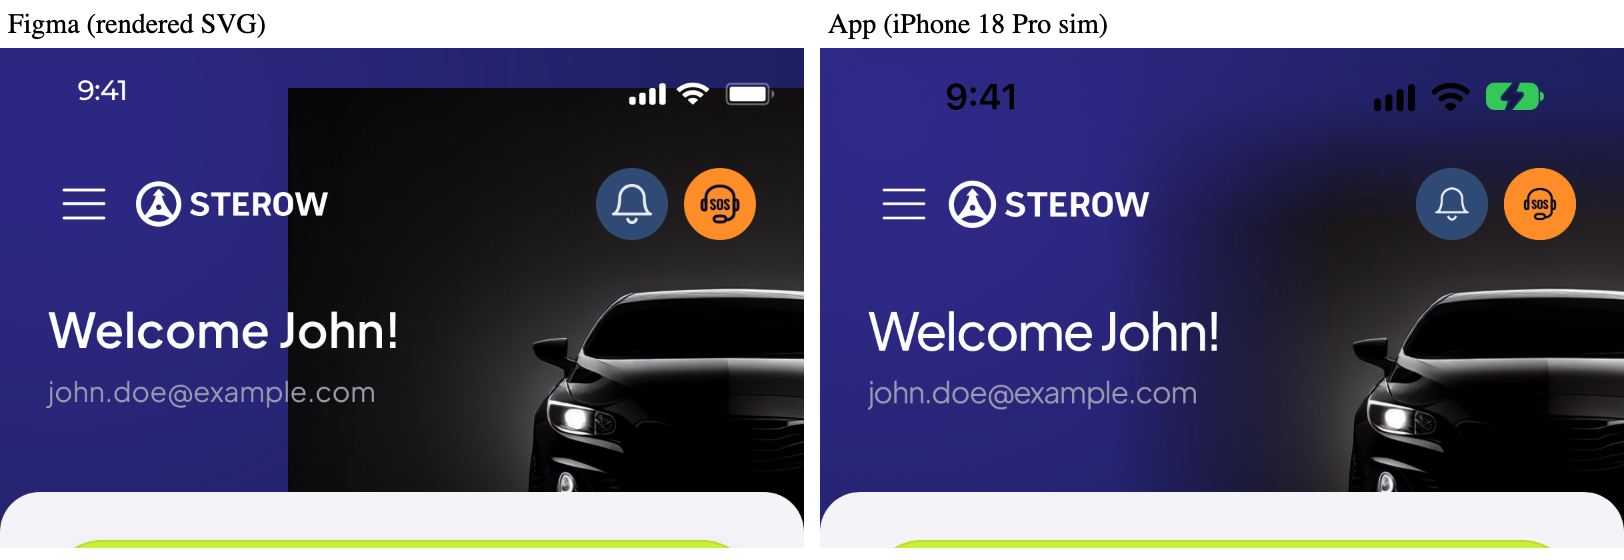 Figma (rendered SVG)
9:41
STEROW
SOS
Welcome John!
john.doe@example.com
App (iPhone 18 Pro sim)
9:41
STEROW
SOS
Welcome John!
john.doe@example.com